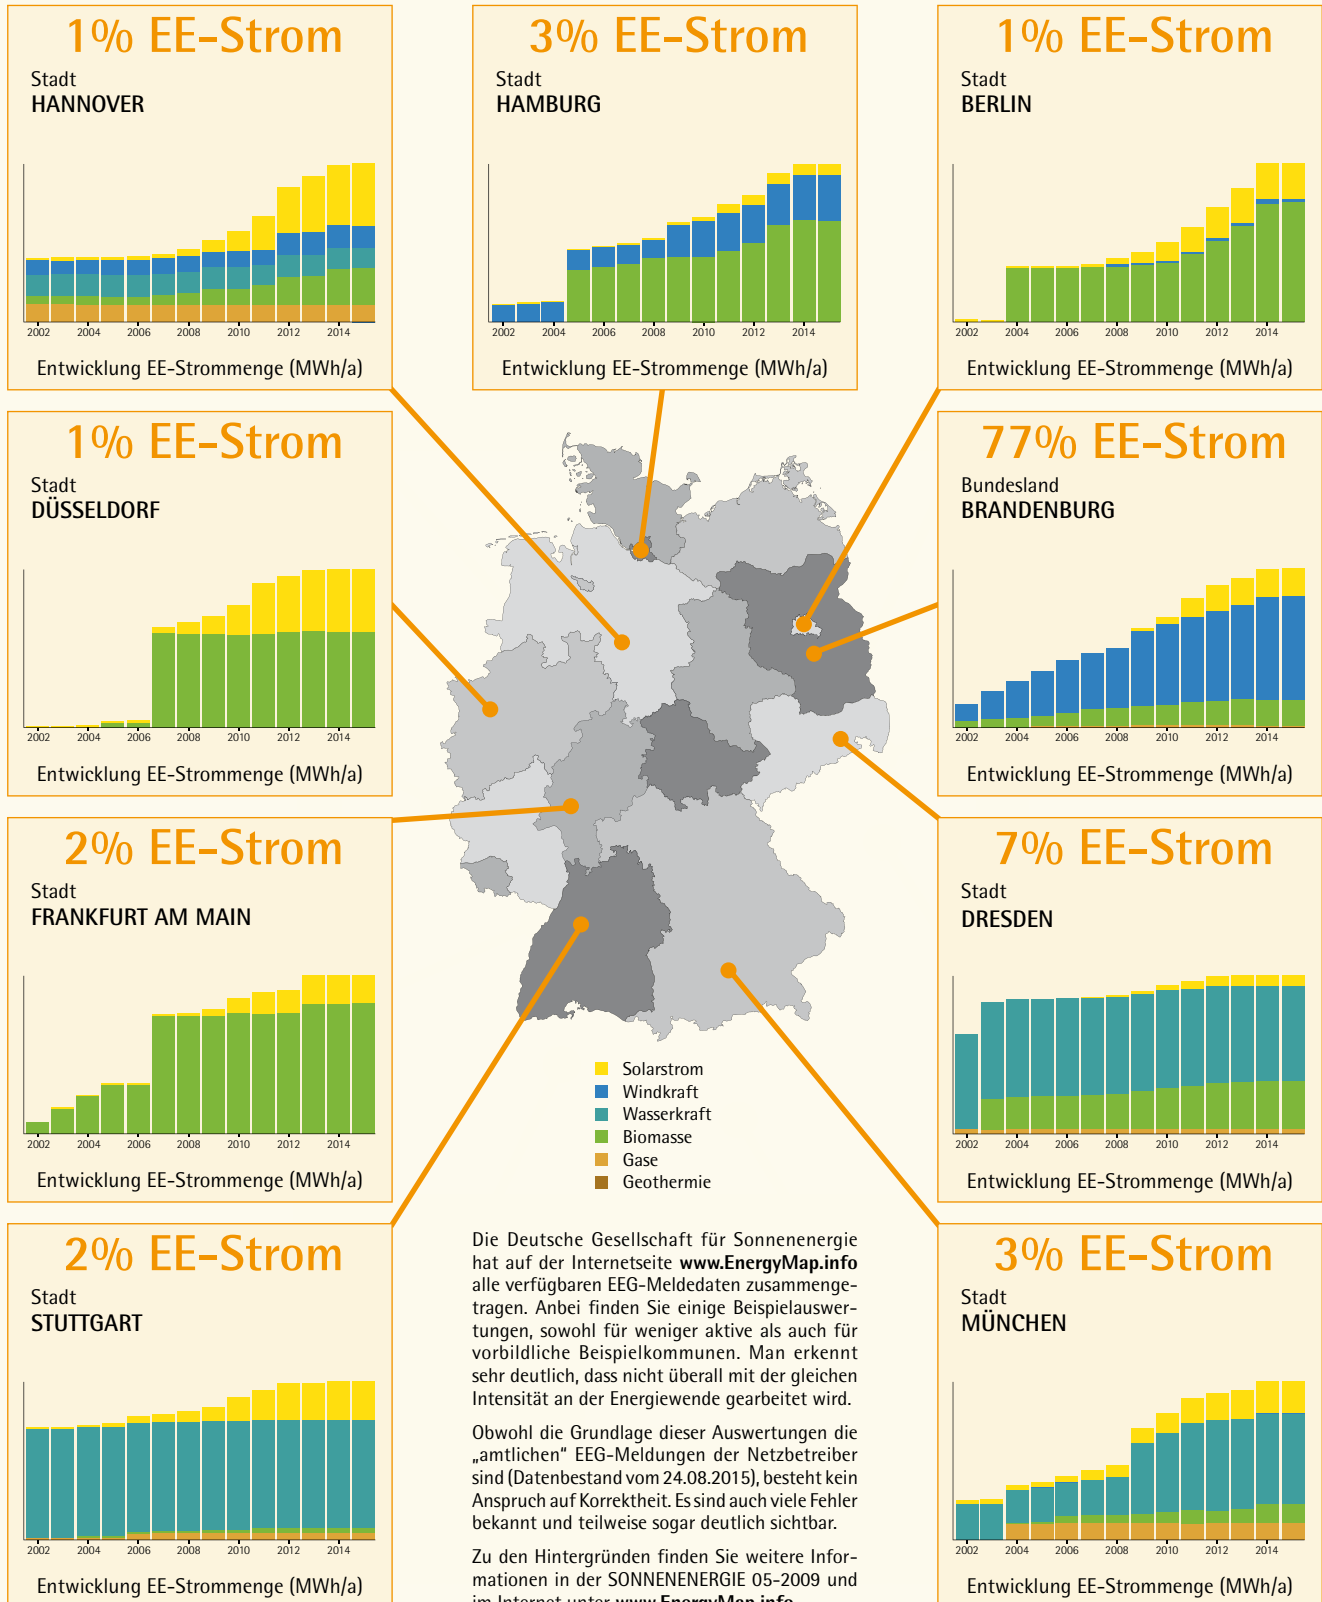 1% EE-Strom
Stadt
HANNOVER
2002 2004 2006 2008 2010 2012 2014
Entwicklung EE-Strommenge (MWh/a)
3% EE-Strom
Stadt
HAMBURG
2002 2004 2006 2008 2010 2012 2014
Entwicklung EE-Strommenge (MWh/a)
1% EE-Strom
Stadt
BERLIN
2002 2004 2006 2008 2010 2012 2014
Entwicklung EE-Strommenge (MWh/a)
1% EE-Strom
Stadt
DÜSSELDORF
2002 2004 2006 2008 2010 2012 2014
Entwicklung EE-Strommenge (MWh/a)
77% EE-Strom
Bundesland
BRANDENBURG
2002 2004 2006 2008 2010 2012 2014
Entwicklung EE-Strommenge (MWh/a)
2% EE-Strom
Stadt
FRANKFURT AM MAIN
2002 2004 2006 2008 2010 2012 2014
Entwicklung EE-Strommenge (MWh/a)
7% EE-Strom
Stadt
DRESDEN
2002 2004 2006 2008 2010 2012 2014
Entwicklung EE-Strommenge (MWh/a)
Solarstrom
Windkraft
Wasserkraft
Biomasse
Gase
Geothermie
2% EE-Strom
Stadt
STUTTGART
2002 2004 2006 2008 2010 2012 2014
Entwicklung EE-Strommenge (MWh/a)
Die Deutsche Gesellschaft für Sonnenenergie
hat auf der Internetseite www.EnergyMap.info
alle verfügbaren EEG-Meldedaten zusammenge-
tragen. Anbei finden Sie einige Beispielauswer-
tungen, sowohl für weniger aktive als auch für
vorbildliche Beispielkommunen. Man erkennt
sehr deutlich, dass nicht überall mit der gleichen
Intensität an der Energiewende gearbeitet wird.
Obwohl die Grundlage dieser Auswertungen die
„amtlichen“ EEG-Meldungen der Netzbetreiber
sind (Datenbestand vom 24.08.2015), besteht kein
Anspruch auf Korrektheit. Es sind auch viele Fehler
bekannt und teilweise sogar deutlich sichtbar.
Zu den Hintergründen finden Sie weitere Infor-
mationen in der SONNENENERGIE 05-2009 und
im Internet unter www.EnergyMap.info
3% EE-Strom
Stadt
MÜNCHEN
2002 2004 2006 2008 2010 2012 2014
Entwicklung EE-Strommenge (MWh/a)